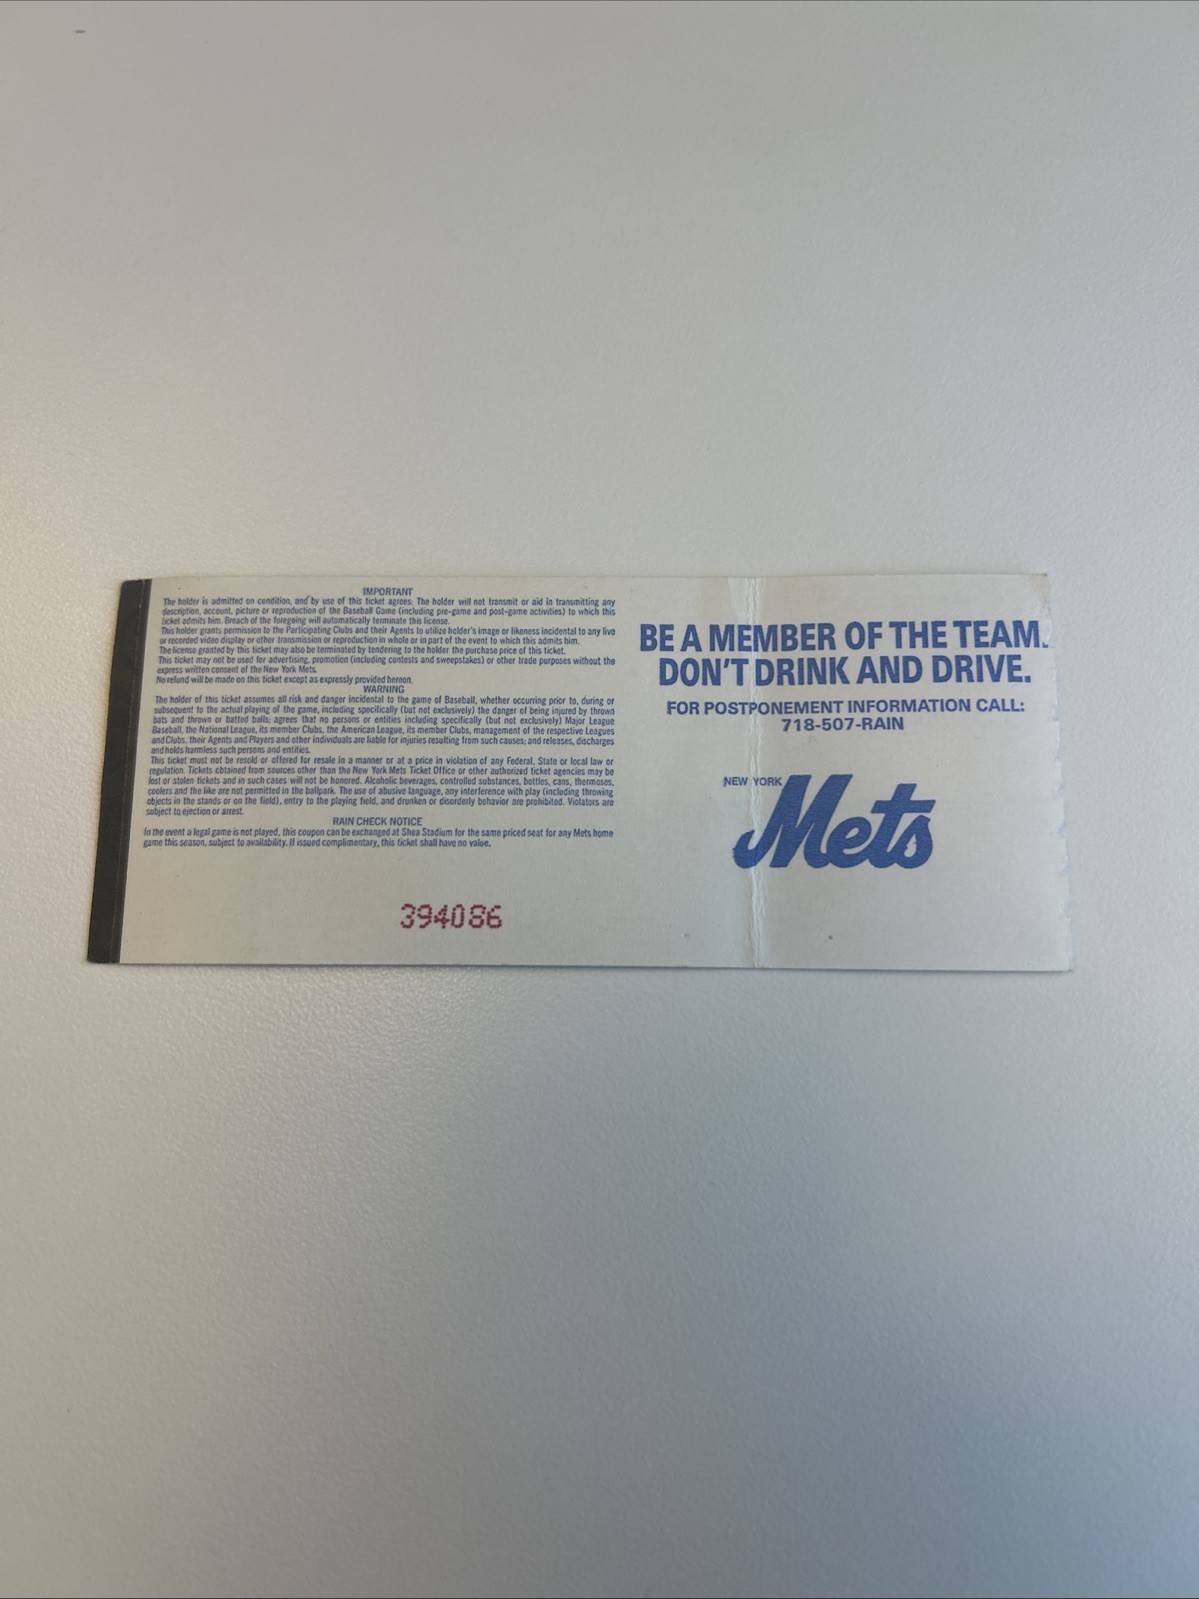 IMPORTANT
The holder is admitted on condition, and by use of this ticket agrees: The holder will not transmit or aid in transmitting any
description, account, picture or reproduction of the Baseball Game (including pre-game and post-game activities) to which this
ticket admits him. Breach of the foregoing will automatically terminate this license.
This holder grants permission to the Participating Clubs and their Agents to utilize holder's image or likeness incidental to any live
or recorded video display or other transmission or reproduction in whole or in part of the event to which this admits him.
The license granted by this ticket may also be terminated by tendering to the holder the purchase price of this ticket.
This ticket may not be used for advertising, promotion (including contests and sweepstakes) or other trade purposes without the
express written consent of the New York Mets.
No refund will be made on this ticket except as expressly provided hereon.
WARNING
The holder of this ticket assumes all risk and danger incidental to the game of Baseball, whether occurring prior to, during or
subsequent to the actual playing of the game, including specifically (but not exclusively) the danger of being injured by thrown
bats and thrown or batted balls; agrees that no persons or entities including specifically (but not exclusively) Major League
Baseball, the National League, its member Clubs, the American League, its member Clubs, management of the respective Leagues
and Clubs, their Agents and Players and other individuals are liable for injuries resulting from such causes; and releases, discharges
and holds harmless such persons and entities.
This ticket must not be resold or offered for resale in a manner or at a price in violation of any Federal, State or local law or
regulation. Tickets obtained from sources other than the New York Mets Ticket Office or other authorized ticket agencies may be
lost or stolen tickets and in such cases will not be honored. Alcoholic beverages, controlled substances, bottles, cans, thermoses,
coolers and the like are not permitted in the ballpark. The use of abusive language, any interference with play (including throwing
objects in the stands or on the field), entry to the playing field, and drunken or disorderly behavior are prohibited. Violators are
subject to ejection or arrest.
RAIN CHECK NOTICE
In the event a legal game is not played, this coupon can be exchanged at Shea Stadium for the same priced seat for any Mets home
game this season, subject to availability. If issued complimentary, this ticket shall have no value.
394086
BE A MEMBER OF THE TEAM.
DON'T DRINK AND DRIVE.
FOR POSTPONEMENT INFORMATION CALL:
718-507-RAIN
NEW YORK
Mets